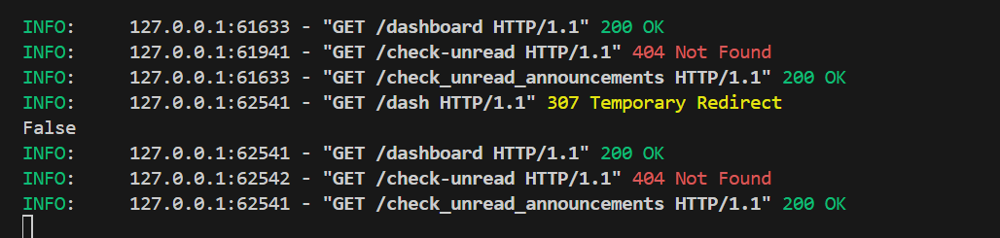 INFO:     127.0.0.1:61633 - "GET /dashboard HTTP/1.1" 200 OK
INFO:     127.0.0.1:61941 - "GET /check-unread HTTP/1.1" 404 Not Found
INFO:     127.0.0.1:61633 - "GET /check_unread_announcements HTTP/1.1" 200 OK
INFO:     127.0.0.1:62541 - "GET /dash HTTP/1.1" 307 Temporary Redirect
False
INFO:     127.0.0.1:62541 - "GET /dashboard HTTP/1.1" 200 OK
INFO:     127.0.0.1:62542 - "GET /check-unread HTTP/1.1" 404 Not Found
INFO:     127.0.0.1:62541 - "GET /check_unread_announcements HTTP/1.1" 200 OK